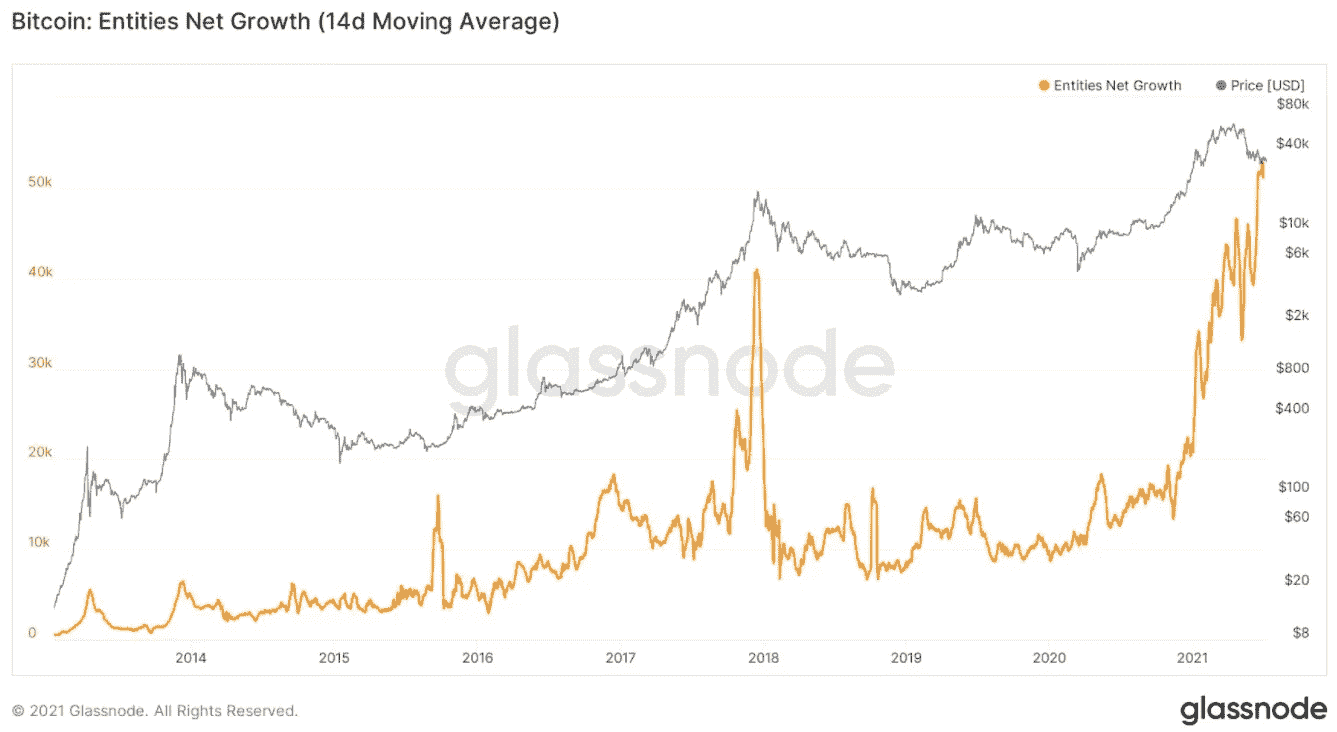 Bitcoin: Entities Net Growth (14d Moving Average)
Entities Net Growth Price [USD]
$80k
$40k
50k
$10k
$6k
40k
$2k
glassnode
30k
$800
$400
20k
$100
$60
10k
$20
0
$8
2014 2015 2016 2017 2018 2019 2020 2021
© 2021 Glassnode. All Rights Reserved.
glassnode